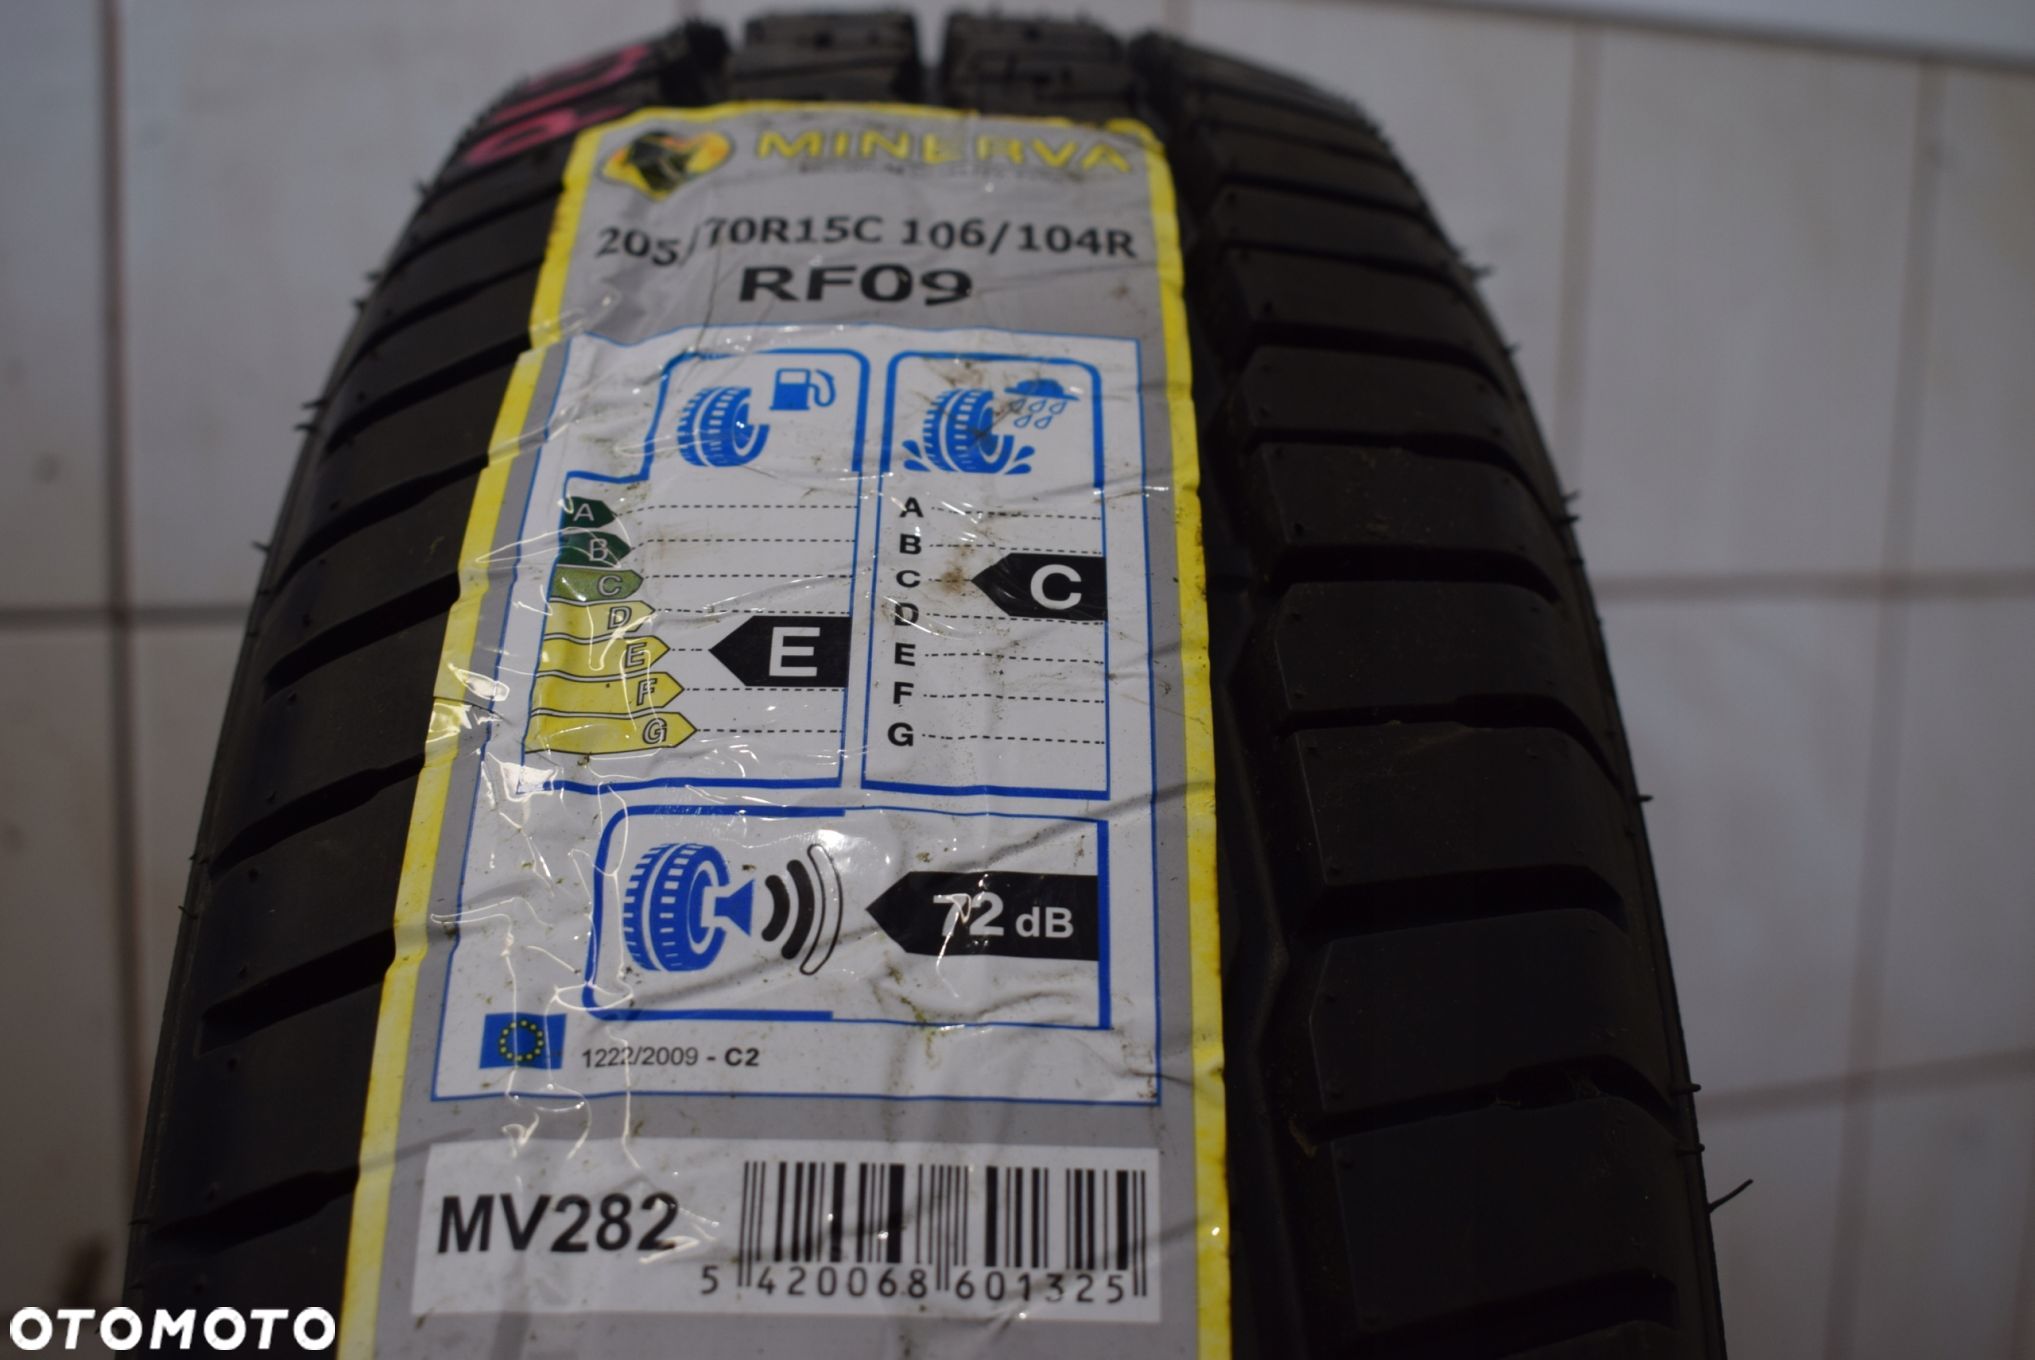 MINERVA
205/70R15C 106/104R
RF09
A
B
C
D
E
F
G
E
A
B
C
D
E
F
G
C
72 dB
1222/2009 - C2
MV282
5 420068 601325
OTOMOTO